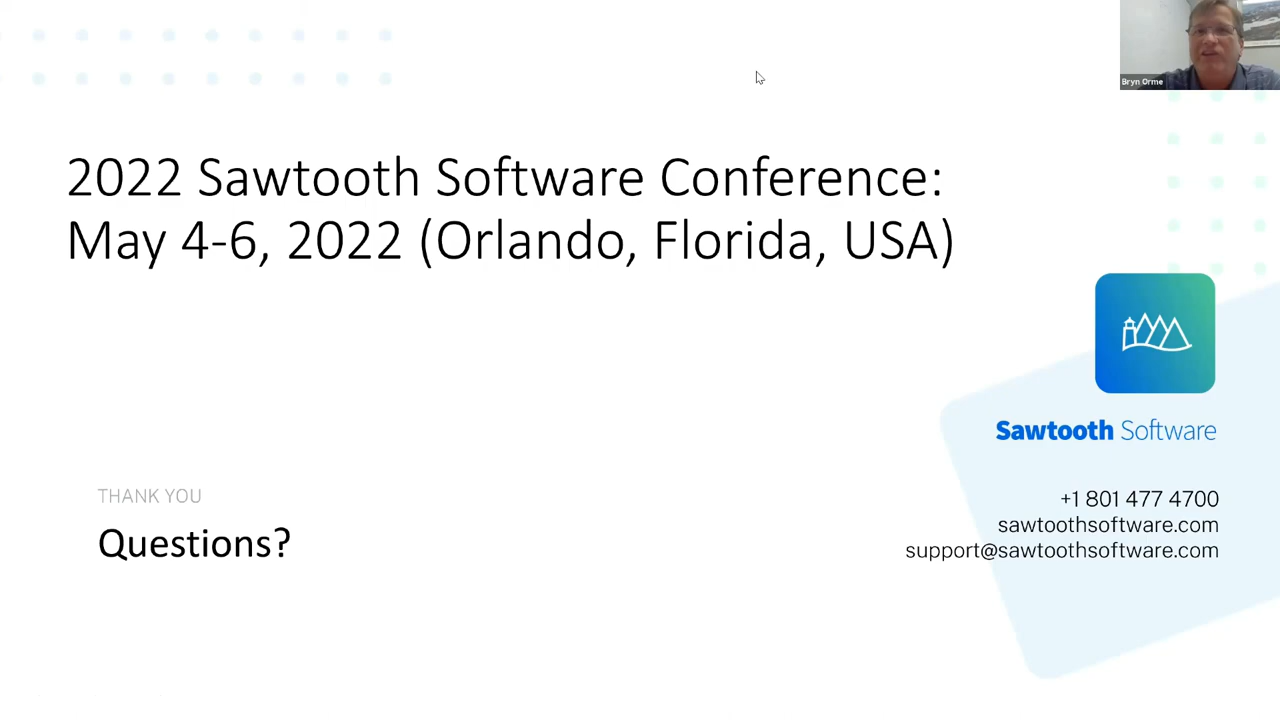 Bryn Orme
2022 Sawtooth Software Conference:
May 4-6, 2022 (Orlando, Florida, USA)
Sawtooth Software
THANK YOU
Questions?
+1 801 477 4700
sawtoothsoftware.com
support@sawtoothsoftware.com